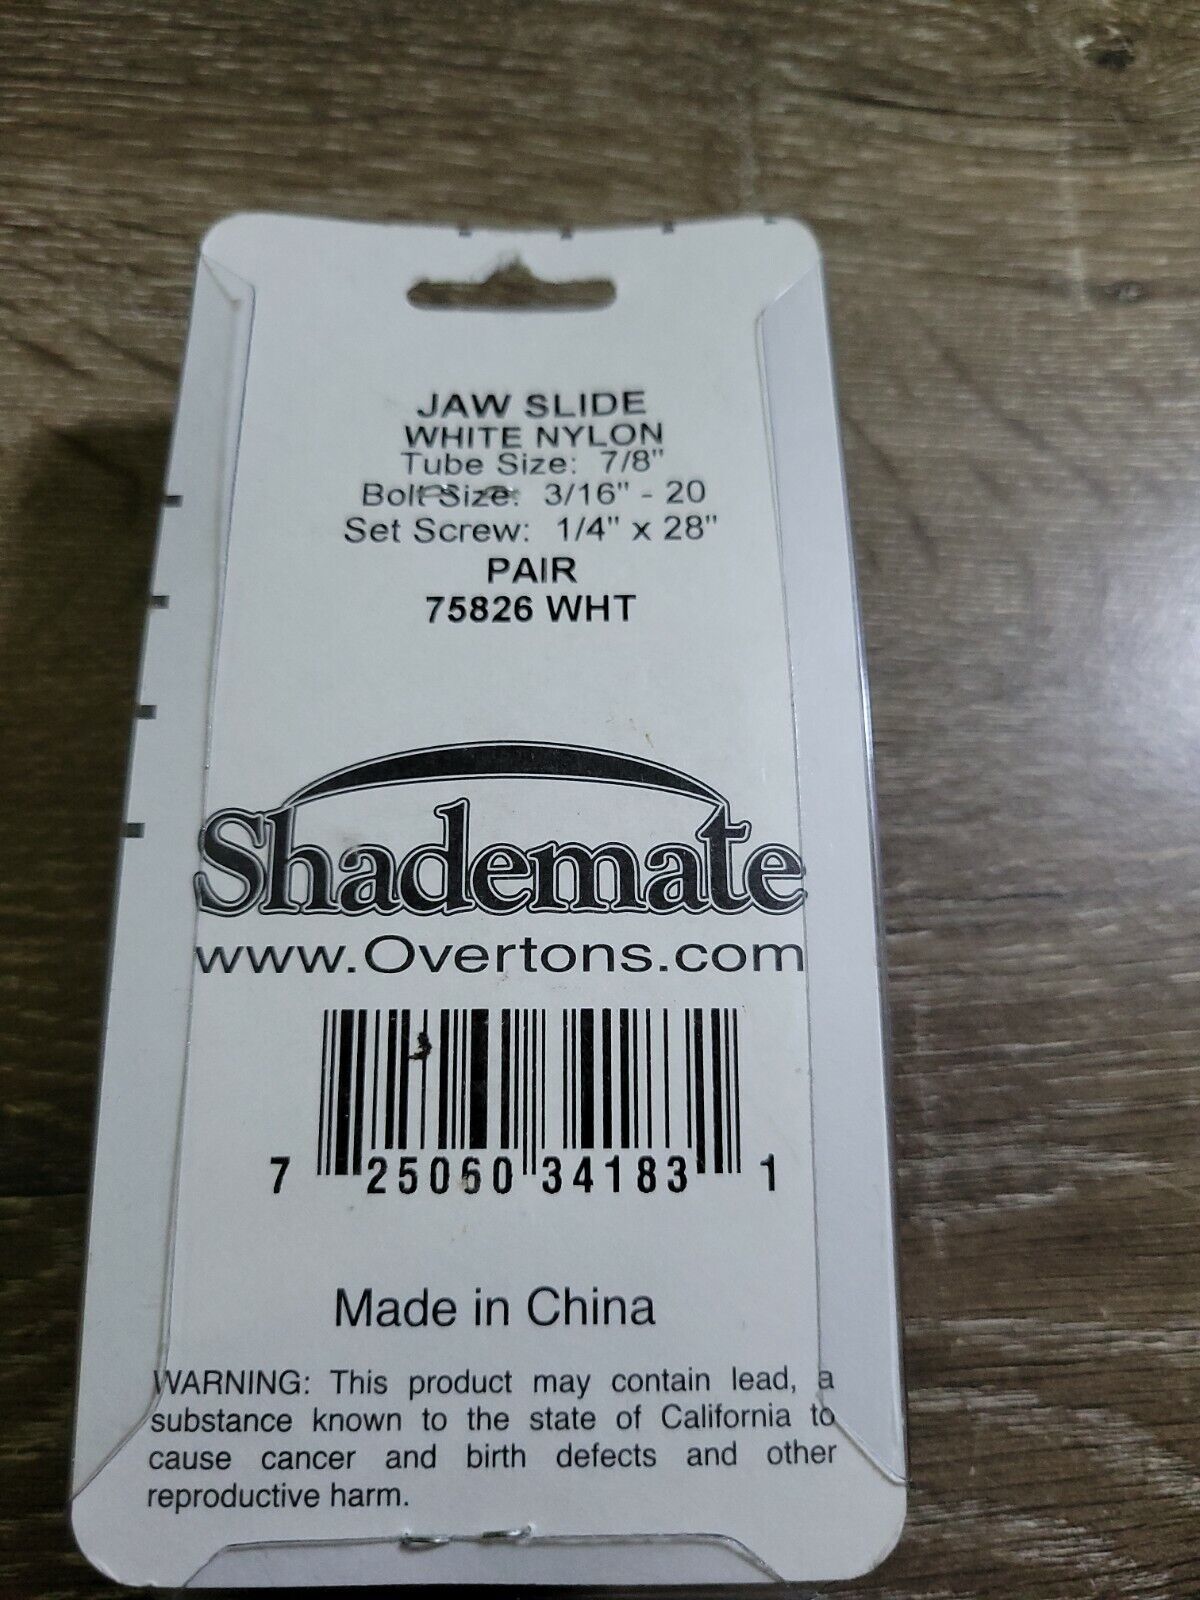 JAW SLIDE
WHITE NYLON
Tube Size: 7/8"
Bolt Size: 3/16" - 20
Set Screw: 1/4" x 28"
PAIR
75826 WHT
Shademate
www.Overtons.com
7 25060 34183 1
Made in China
WARNING: This product may contain lead, a
substance known to the state of California to
cause cancer and birth defects and other
reproductive harm.